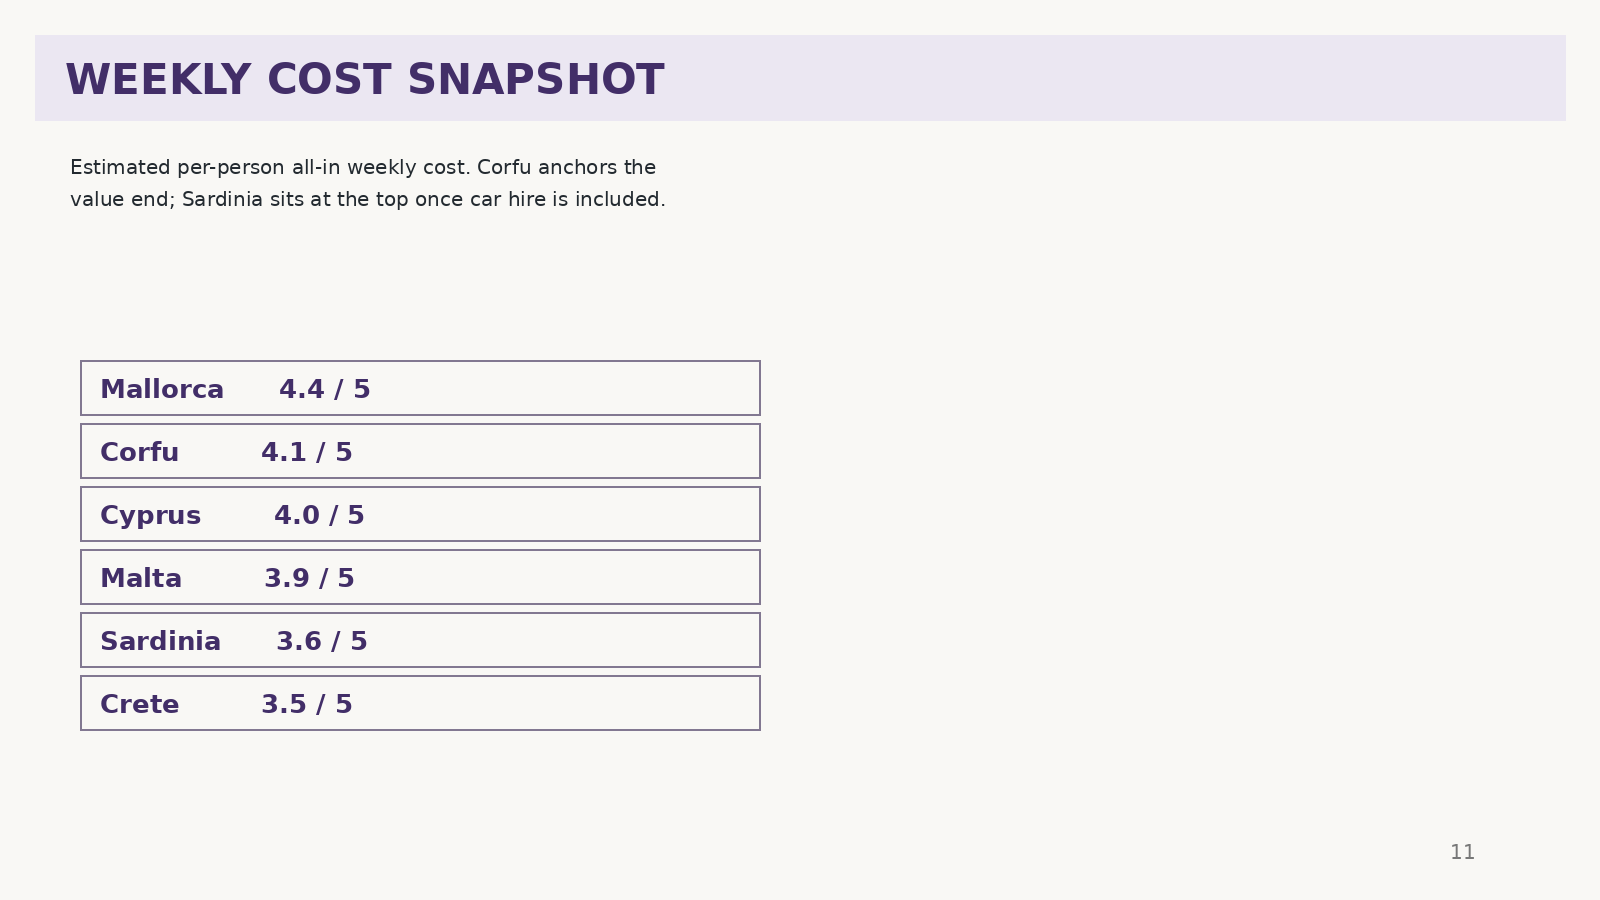 WEEKLY COST SNAPSHOT
Estimated per-person all-in weekly cost. Corfu anchors the
value end; Sardinia sits at the top once car hire is included.
Mallorca 4.4 / 5
Corfu 4.1 / 5
Cyprus 4.0 / 5
Malta 3.9 / 5
Sardinia 3.6 / 5
Crete 3.5 / 5
11